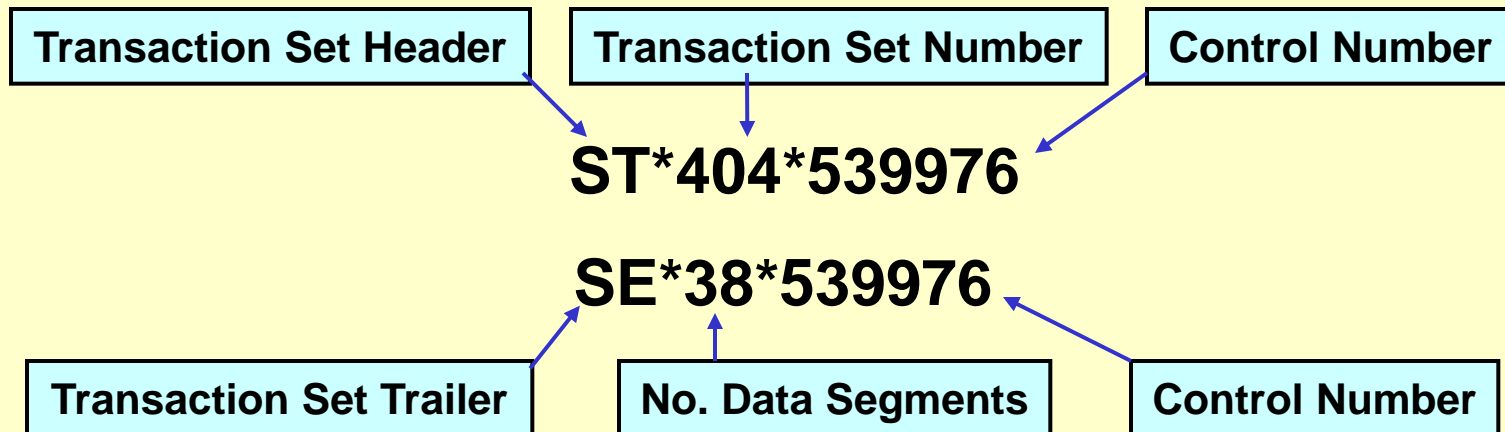 Transaction Set Header Transaction Set Number Control Number
ST*404*539976
SE*38*539976
Transaction Set Trailer No. Data Segments Control Number